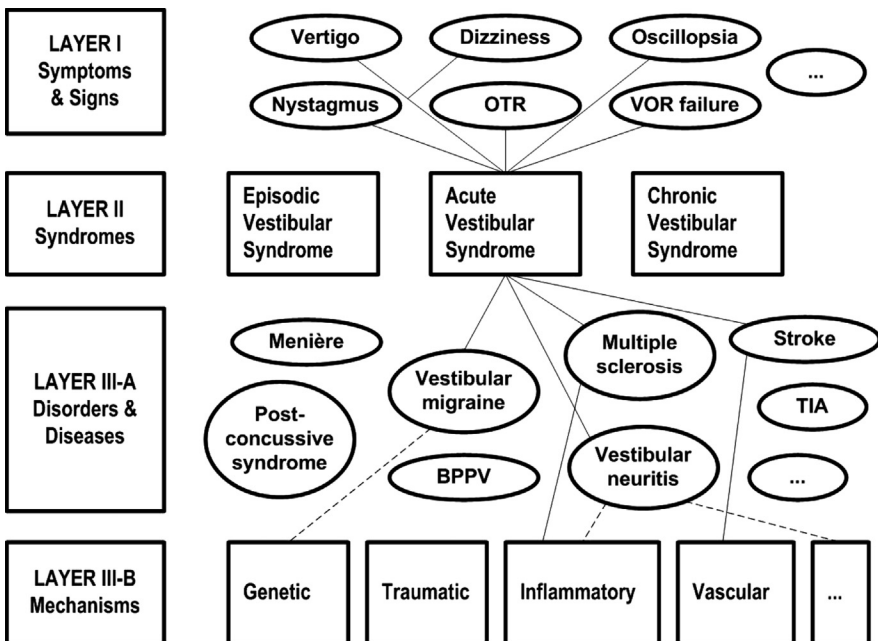 LAYER I
Symptoms
& Signs
Vertigo
Dizziness
Oscillopsia
...
Nystagmus
OTR
VOR failure
LAYER II
Syndromes
Episodic
Vestibular
Syndrome
Acute
Vestibular
Syndrome
Chronic
Vestibular
Syndrome
LAYER III-A
Disorders &
Diseases
Menière
Vestibular
migraine
Multiple
sclerosis
Stroke
Post-
concussive
syndrome
BPPV
Vestibular
neuritis
TIA
...
LAYER III-B
Mechanisms
Genetic
Traumatic
Inflammatory
Vascular
...